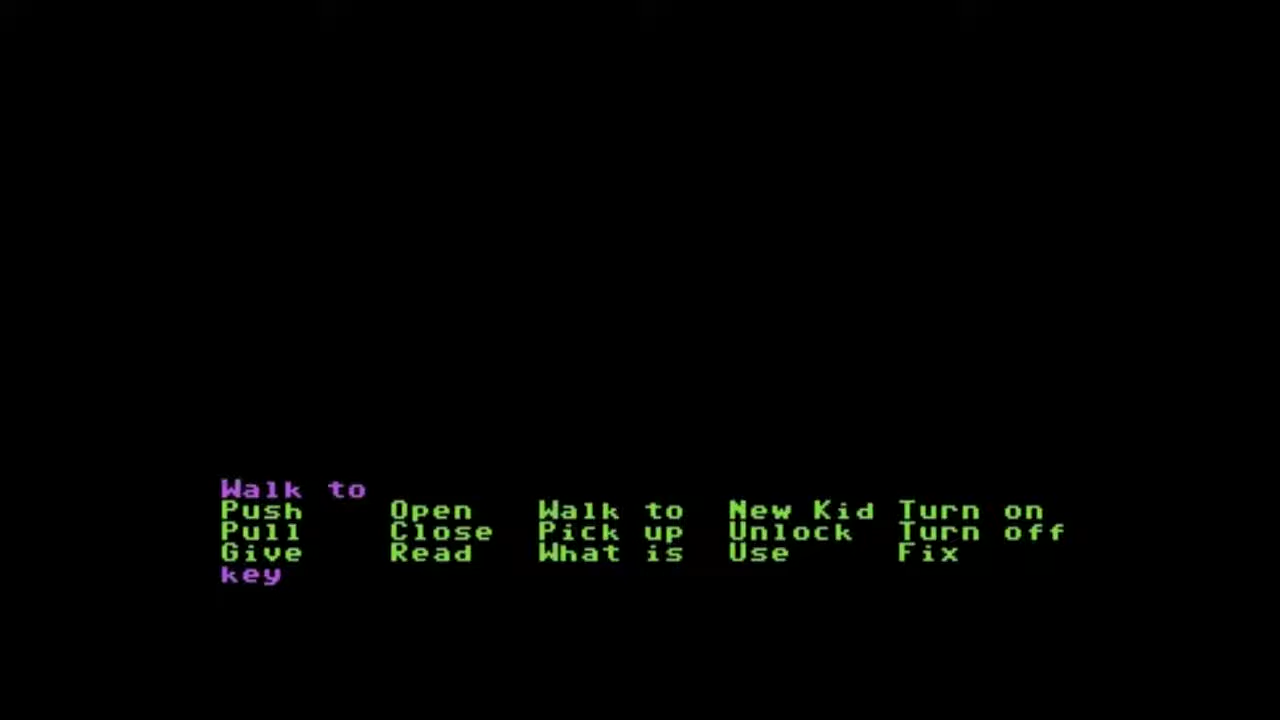 Walk to
Push Open Walk to New Kid Turn on
Pull Close Pick up Unlock Turn off
Give Read What is Use Fix
key